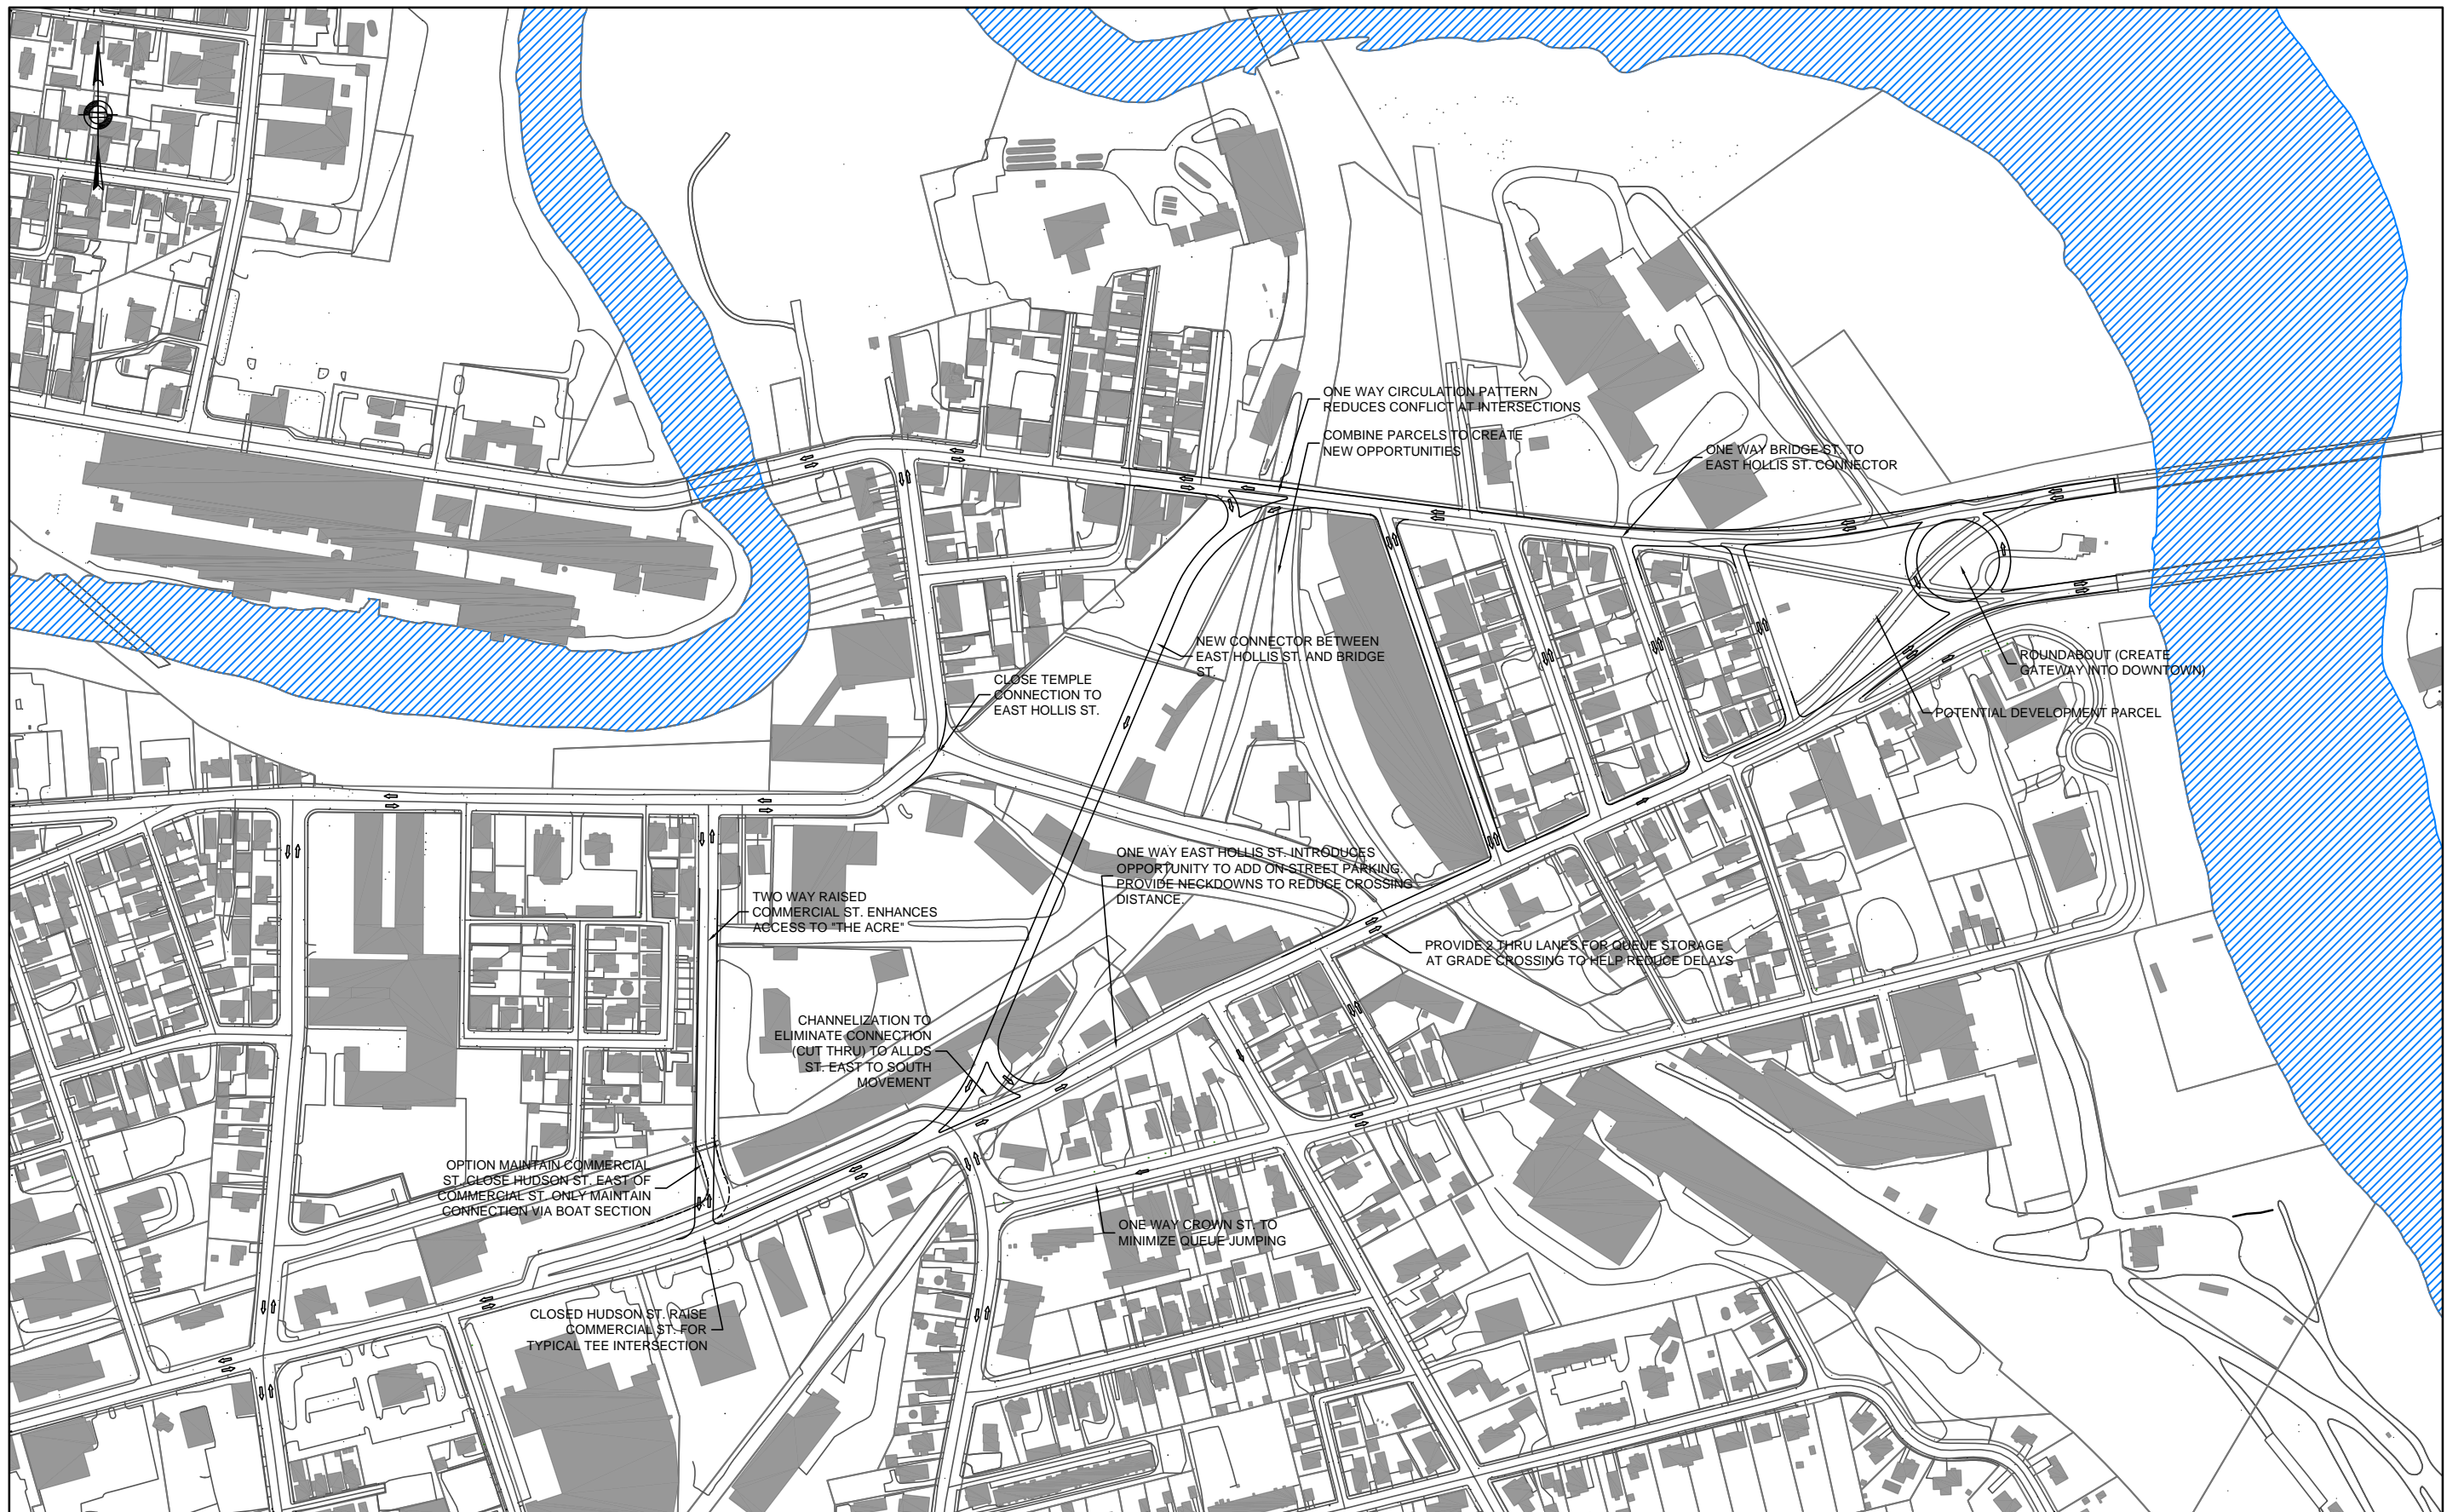 ONE WAY CIRCULATION PATTERN
REDUCES CONFLICT AT INTERSECTIONS
COMBINE PARCELS TO CREATE
NEW OPPORTUNITIES
ONE WAY BRIDGE ST. TO
EAST HOLLIS ST. CONNECTOR
NEW CONNECTOR BETWEEN
EAST HOLLIS ST. AND BRIDGE
ST.
ROUNDABOUT (CREATE
GATEWAY INTO DOWNTOWN)
CLOSE TEMPLE
CONNECTION TO
EAST HOLLIS ST.
POTENTIAL DEVELOPMENT PARCEL
ONE WAY EAST HOLLIS ST. INTRODUCES
OPPORTUNITY TO ADD ON-STREET PARKING.
PROVIDE NECKDOWNS TO REDUCE CROSSING
DISTANCE.
TWO WAY RAISED
COMMERCIAL ST. ENHANCES
ACCESS TO "THE ACRE"
PROVIDE 2 THRU LANES FOR QUEUE STORAGE
AT GRADE CROSSING TO HELP REDUCE DELAYS
CHANNELIZATION TO
ELIMINATE CONNECTION
(CUT THRU) TO ALLDS
ST. EAST TO SOUTH
MOVEMENT
OPTION MAINTAIN COMMERCIAL
ST. CLOSE HUDSON ST. EAST OF
COMMERCIAL ST. ONLY MAINTAIN
CONNECTION VIA BOAT SECTION
ONE WAY CROWN ST. TO
MINIMIZE QUEUE JUMPING
CLOSED HUDSON ST. RAISE
COMMERCIAL ST. FOR
TYPICAL TEE INTERSECTION